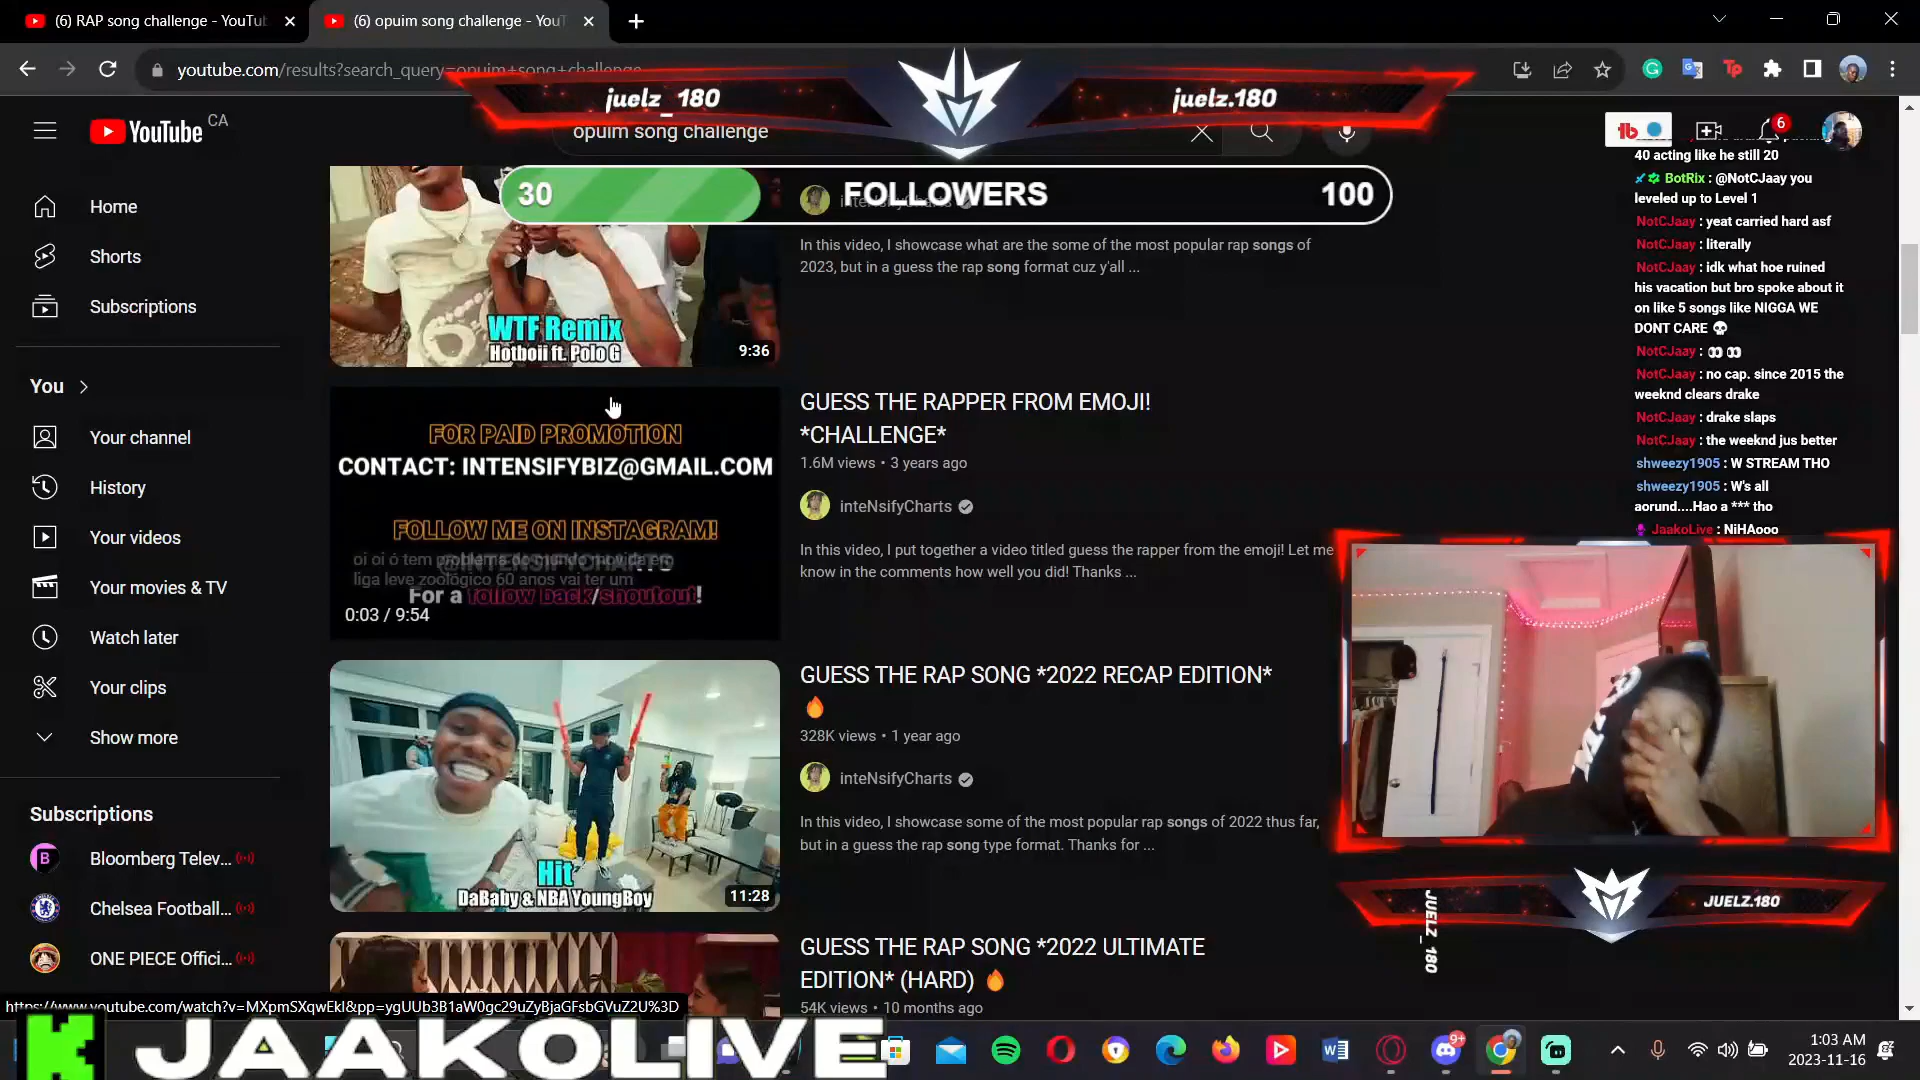 (6) RAP song challenge - YouTu
(6) opuim song challenge - You
youtube.com/results?search_query=opuim+song+challenge
juelz_180
juelz.180
YouTube CA
opuim song challenge
6
30 FOLLOWERS 100
Home
Shorts
Subscriptions
You
Your channel
History
Your videos
Your movies & TV
Watch later
Your clips
Show more
Subscriptions
Bloomberg Telev...
Chelsea Football...
ONE PIECE Offici...
WTF Remix
Hotboii ft. Polo G
9:36
inteNsifyCharts
In this video, I showcase what are the some of the most popular rap songs of
2023, but in a guess the rap song format cuz y'all ...
FOR PAID PROMOTION
CONTACT: INTENSIFYBIZ@GMAIL.COM
FOLLOW ME ON INSTAGRAM!
oi oi ó tem problema do mundo movida em
liga leve zoológico 60 anos vai ter um
For a follow back/shoutout!
0:03 / 9:54
GUESS THE RAPPER FROM EMOJI!
*CHALLENGE*
1.6M views • 3 years ago
inteNsifyCharts
In this video, I put together a video titled guess the rapper from the emoji! Let me
know in the comments how well you did! Thanks ...
Hit
DaBaby & NBA YoungBoy
11:28
GUESS THE RAP SONG *2022 RECAP EDITION*
🔥
328K views • 1 year ago
inteNsifyCharts
In this video, I showcase some of the most popular rap songs of 2022 thus far,
but in a guess the rap song type format. Thanks for ...
GUESS THE RAP SONG *2022 ULTIMATE
EDITION* (HARD) 🔥
54K views • 10 months ago
40 acting like he still 20
BotRix : @NotCJaay you
leveled up to Level 1
NotCJaay : yeat carried hard asf
NotCJaay : literally
NotCJaay : idk what hoe ruined
his vacation but bro spoke about it
on like 5 songs like NIGGA WE
DONT CARE 💀
NotCJaay : 👀 👀
NotCJaay : no cap. since 2015 the
weeknd clears drake
NotCJaay : drake slaps
NotCJaay : the weeknd jus better
shweezy1905 : W STREAM THO
shweezy1905 : W's all
aorund....Hao a *** tho
JaakoLive : NiHAooo
JUELZ_180
JUELZ.180
https://www.youtube.com/watch?v=MXpmSXqwEkI&pp=ygUUb3B1aW0gc29uZyBjaGFsbGVuZ2U%3D
JAAKOLIVE
9+
1:03 AM
2023-11-16